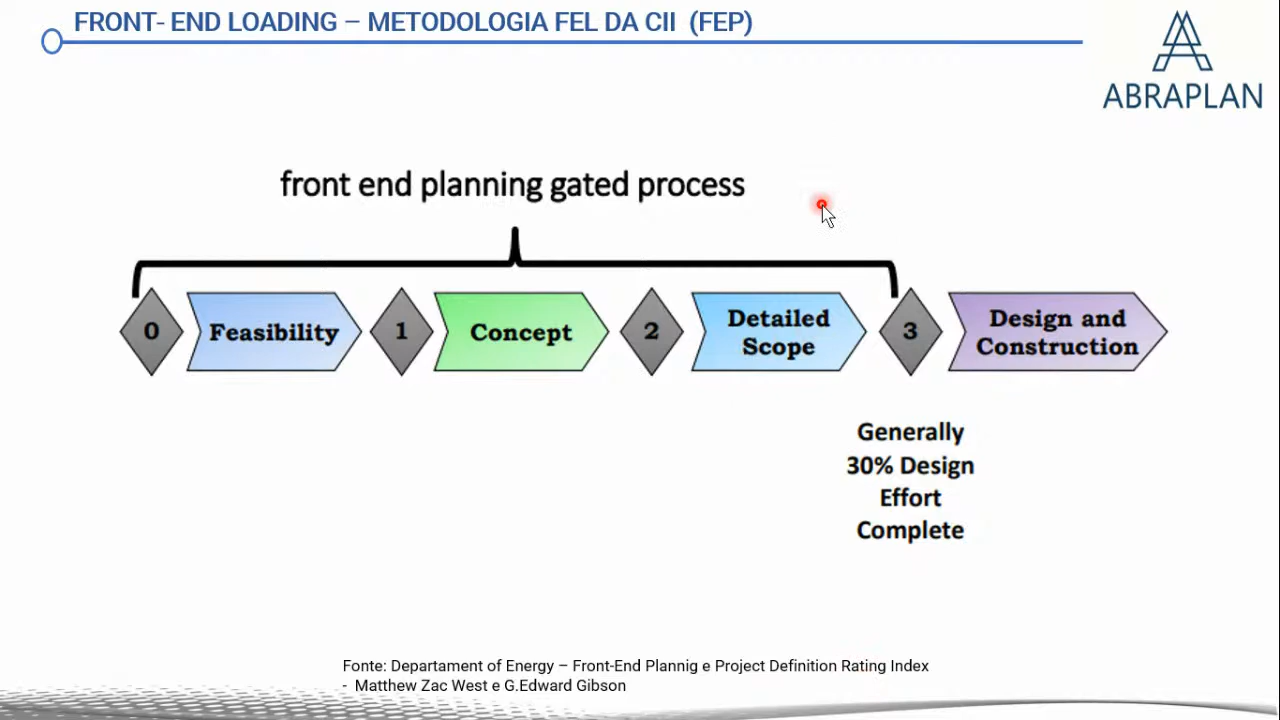 FRONT- END LOADING – METODOLOGIA FEL DA CII (FEP)
ABRAPLAN
front end planning gated process
0
Feasibility
1
Concept
2
Detailed
Scope
3
Design and
Construction
Generally
30% Design
Effort
Complete
Fonte: Departament of Energy – Front-End Plannig e Project Definition Rating Index
- Matthew Zac West e G.Edward Gibson